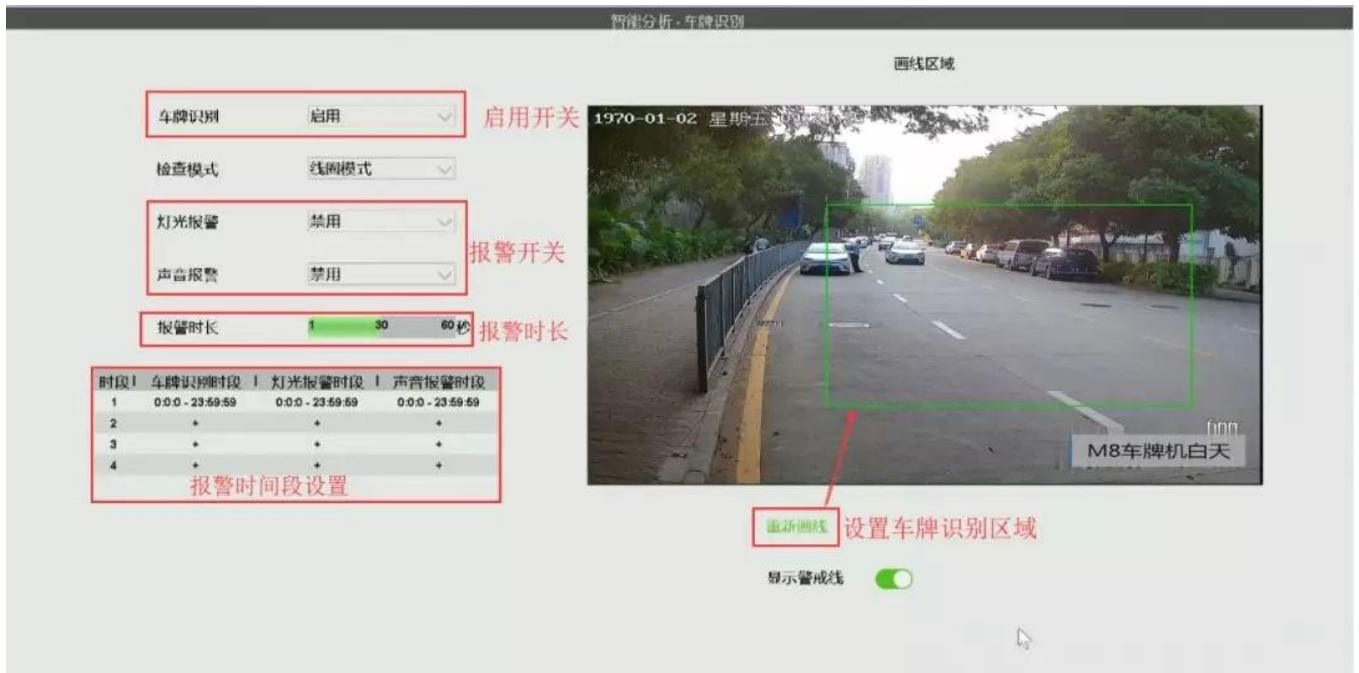 智能分析 - 车牌识别
画线区域
车牌识别 启用 启用开关
1970-01-02 星期五
检查模式 线圈模式
灯光报警 禁用
报警开关
声音报警 禁用
报警时长 1 30 60 秒 报警时长
时段 车牌识别时段 灯光报警时段 声音报警时段
1 0:0:0 - 23:59:59 0:0:0 - 23:59:59 0:0:0 - 23:59:59
2 + + +
3 + + +
4 + + +
报警时间段设置
M8车牌机白天
重新画线 设置车牌识别区域
显示警戒线